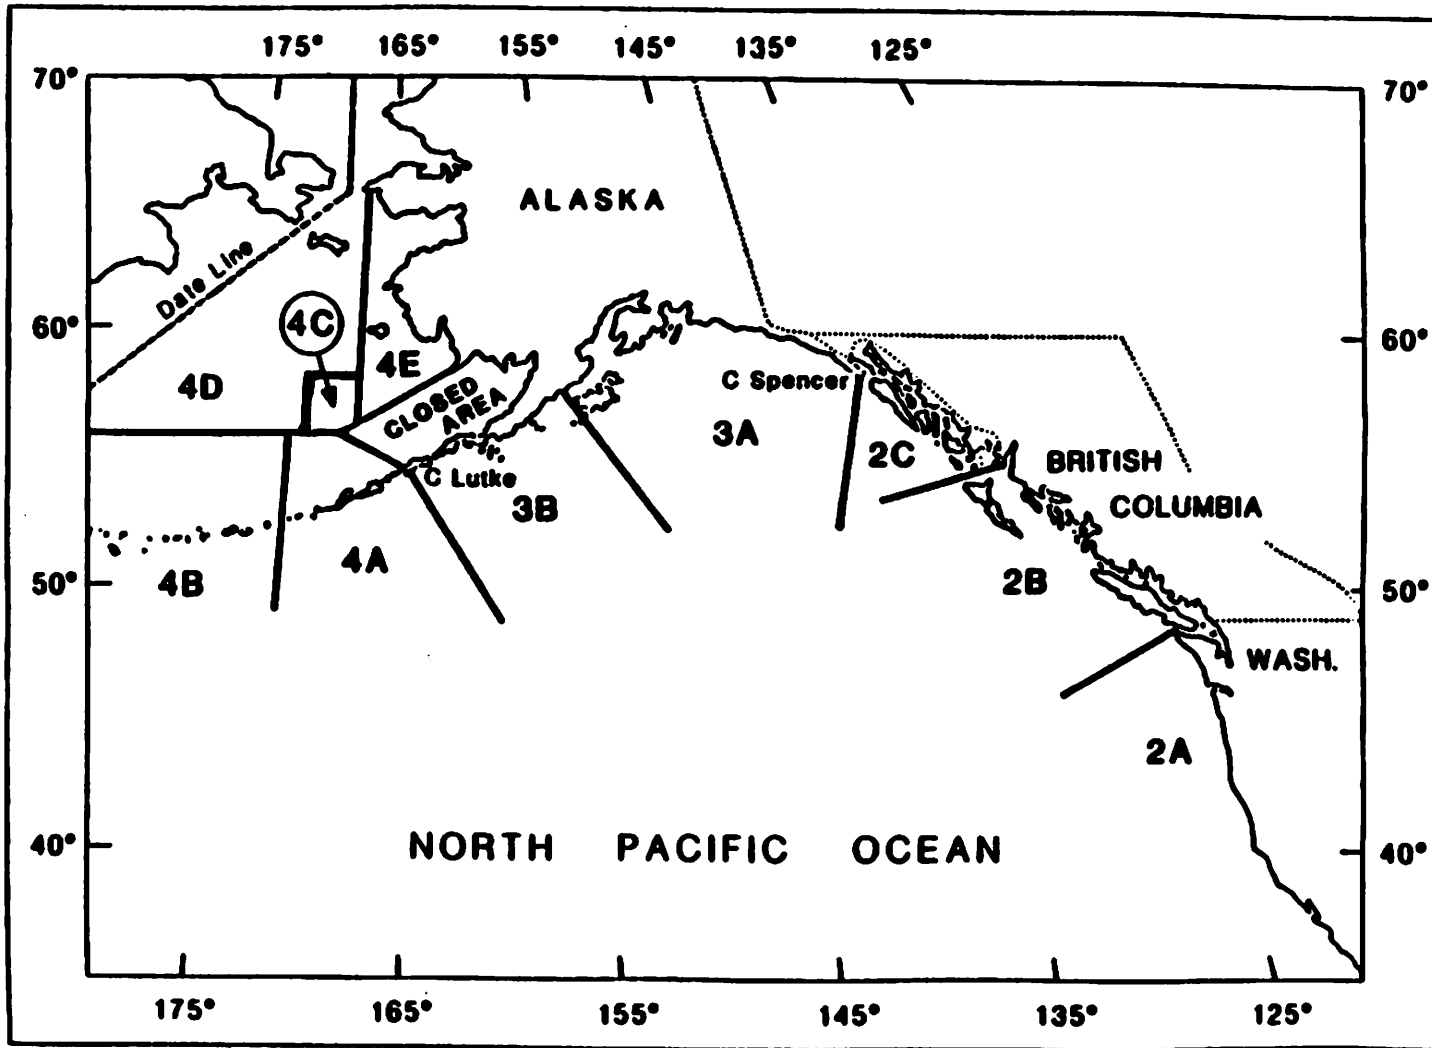 175° 165° 155° 145° 135° 125°
70° 70°
ALASKA
Date Line
60° 4C 60°
4D 4E
C Spencer
CLOSED
AREA
3A
2C
BRITISH
C Lutke
3B
COLUMBIA
4A
4B 2B
50° 50°
WASH.
2A
40° NORTH PACIFIC OCEAN 40°
175° 165° 155° 145° 135° 125°